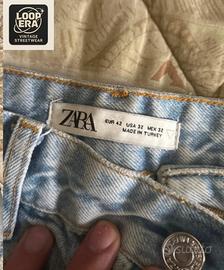 LOOP
ERA
VINTAGE
STREETWEAR
ZARA
EUR 42 USA 32 MEX 32
MADE IN TURKEY